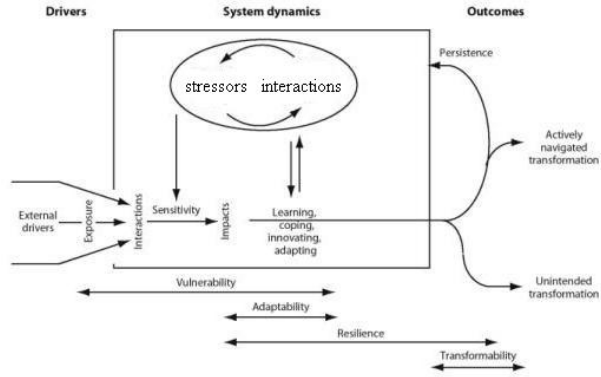 Drivers
System dynamics
Outcomes
Persistence
stressors interactions
Actively
navigated
transformation
External
drivers
Exposure
Interactions
Sensitivity
Impacts
Learning,
coping,
innovating,
adapting
Unintended
transformation
Vulnerability
Adaptability
Resilience
Transformability